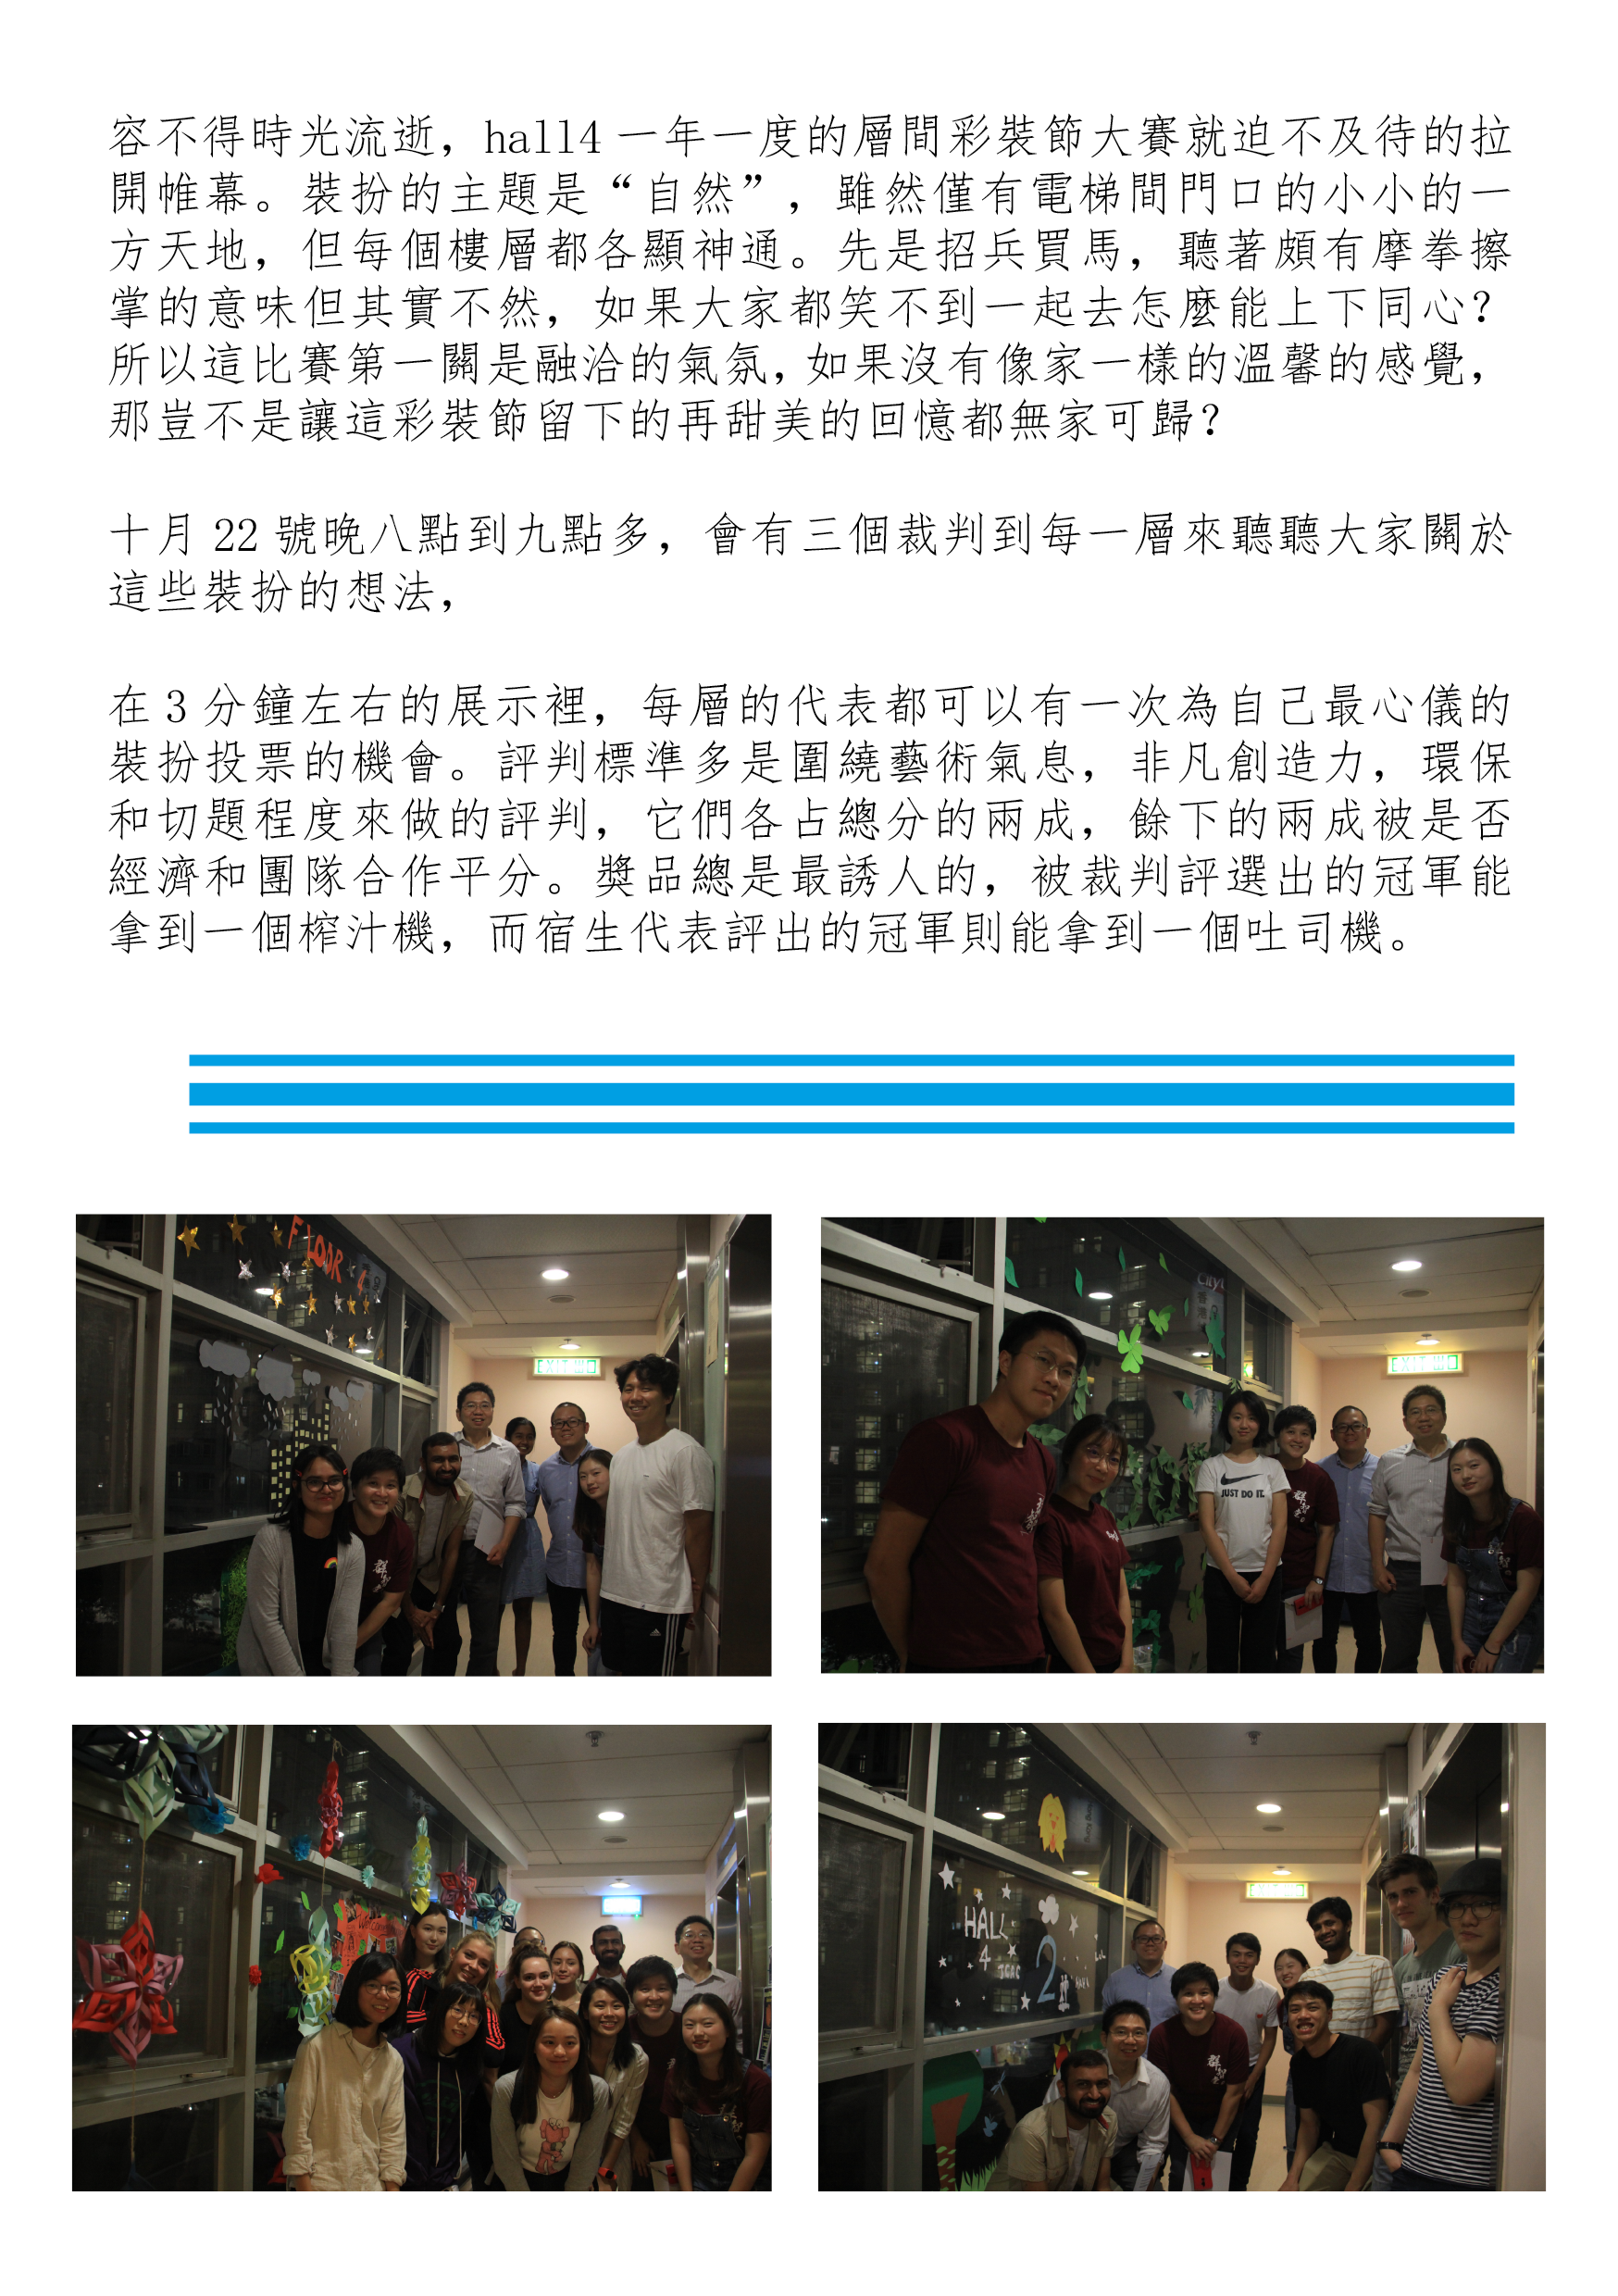 容不得時光流逝，hall4 一年一度的層間彩裝節大賽就迫不及待的拉
開帷幕。裝扮的主題是“自然”，雖然僅有電梯間門口的小小的一
方天地，但每個樓層都各顯神通。先是招兵買馬，聽著頗有摩拳擦
掌的意味但其實不然，如果大家都笑不到一起去怎麼能上下同心？
所以這比賽第一關是融洽的氣氛，如果沒有像家一樣的溫馨的感覺，
那豈不是讓這彩裝節留下的再甜美的回憶都無家可歸？
十月 22 號晚八點到九點多，會有三個裁判到每一層來聽聽大家關於
這些裝扮的想法，
在 3 分鐘左右的展示裡，每層的代表都可以有一次為自己最心儀的
裝扮投票的機會。評判標準多是圍繞藝術氣息，非凡創造力，環保
和切題程度來做的評判，它們各占總分的兩成，餘下的兩成被是否
經濟和團隊合作平分。獎品總是最誘人的，被裁判評選出的冠軍能
拿到一個榨汁機，而宿生代表評出的冠軍則能拿到一個吐司機。
FLOOR 4
EXIT 出口
CityU
EXIT 出口
JUST DO IT.
EXIT 出口
HALL
4
2